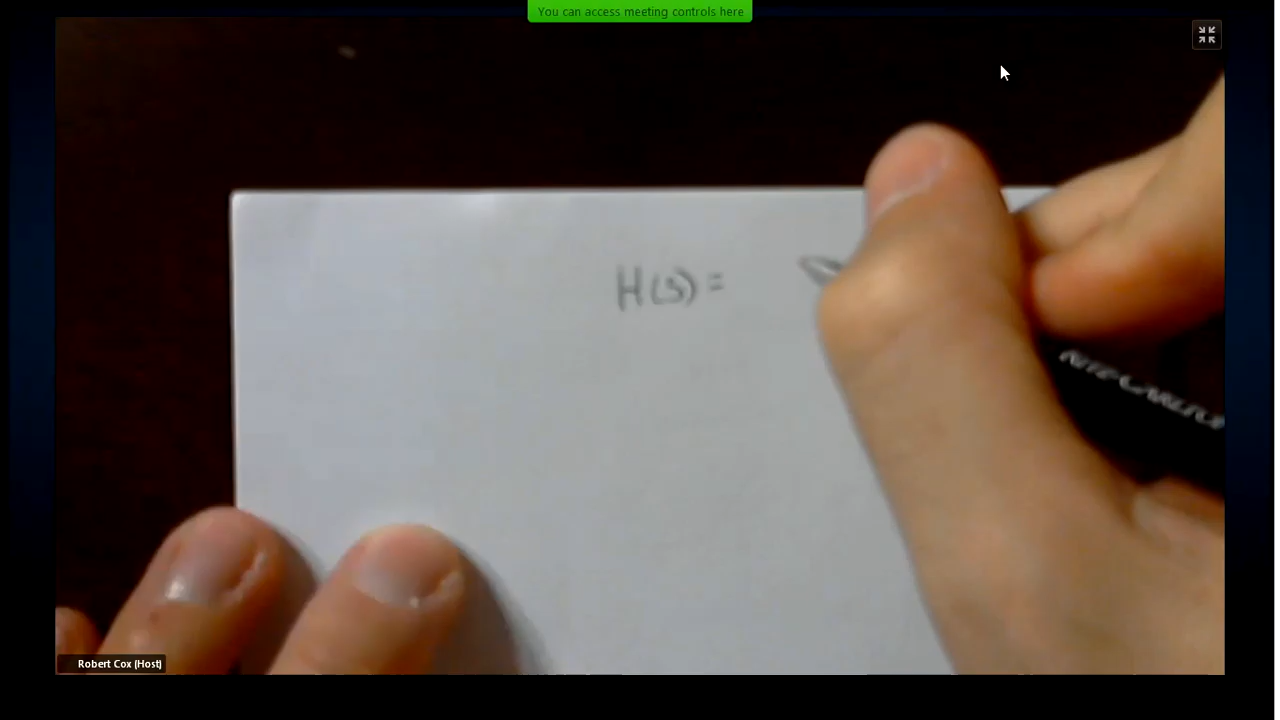 You can access meeting controls here
H(s) =
Robert Cox (Host)